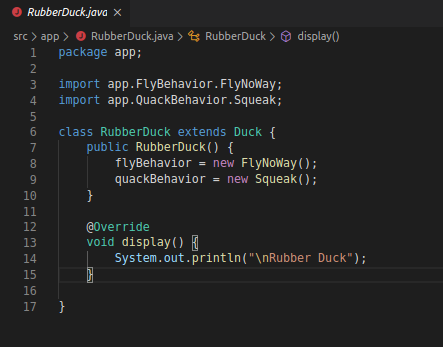 RubberDuck.java ×
src > app > RubberDuck.java > RubberDuck > display()
1 package app;
2
3 import app.FlyBehavior.FlyNoWay;
4 import app.QuackBehavior.Squeak;
5
6 class RubberDuck extends Duck {
7     public RubberDuck() {
8         flyBehavior = new FlyNoWay();
9         quackBehavior = new Squeak();
10     }
11
12     @Override
13     void display() {
14         System.out.println("\nRubber Duck");
15     }
16
17 }